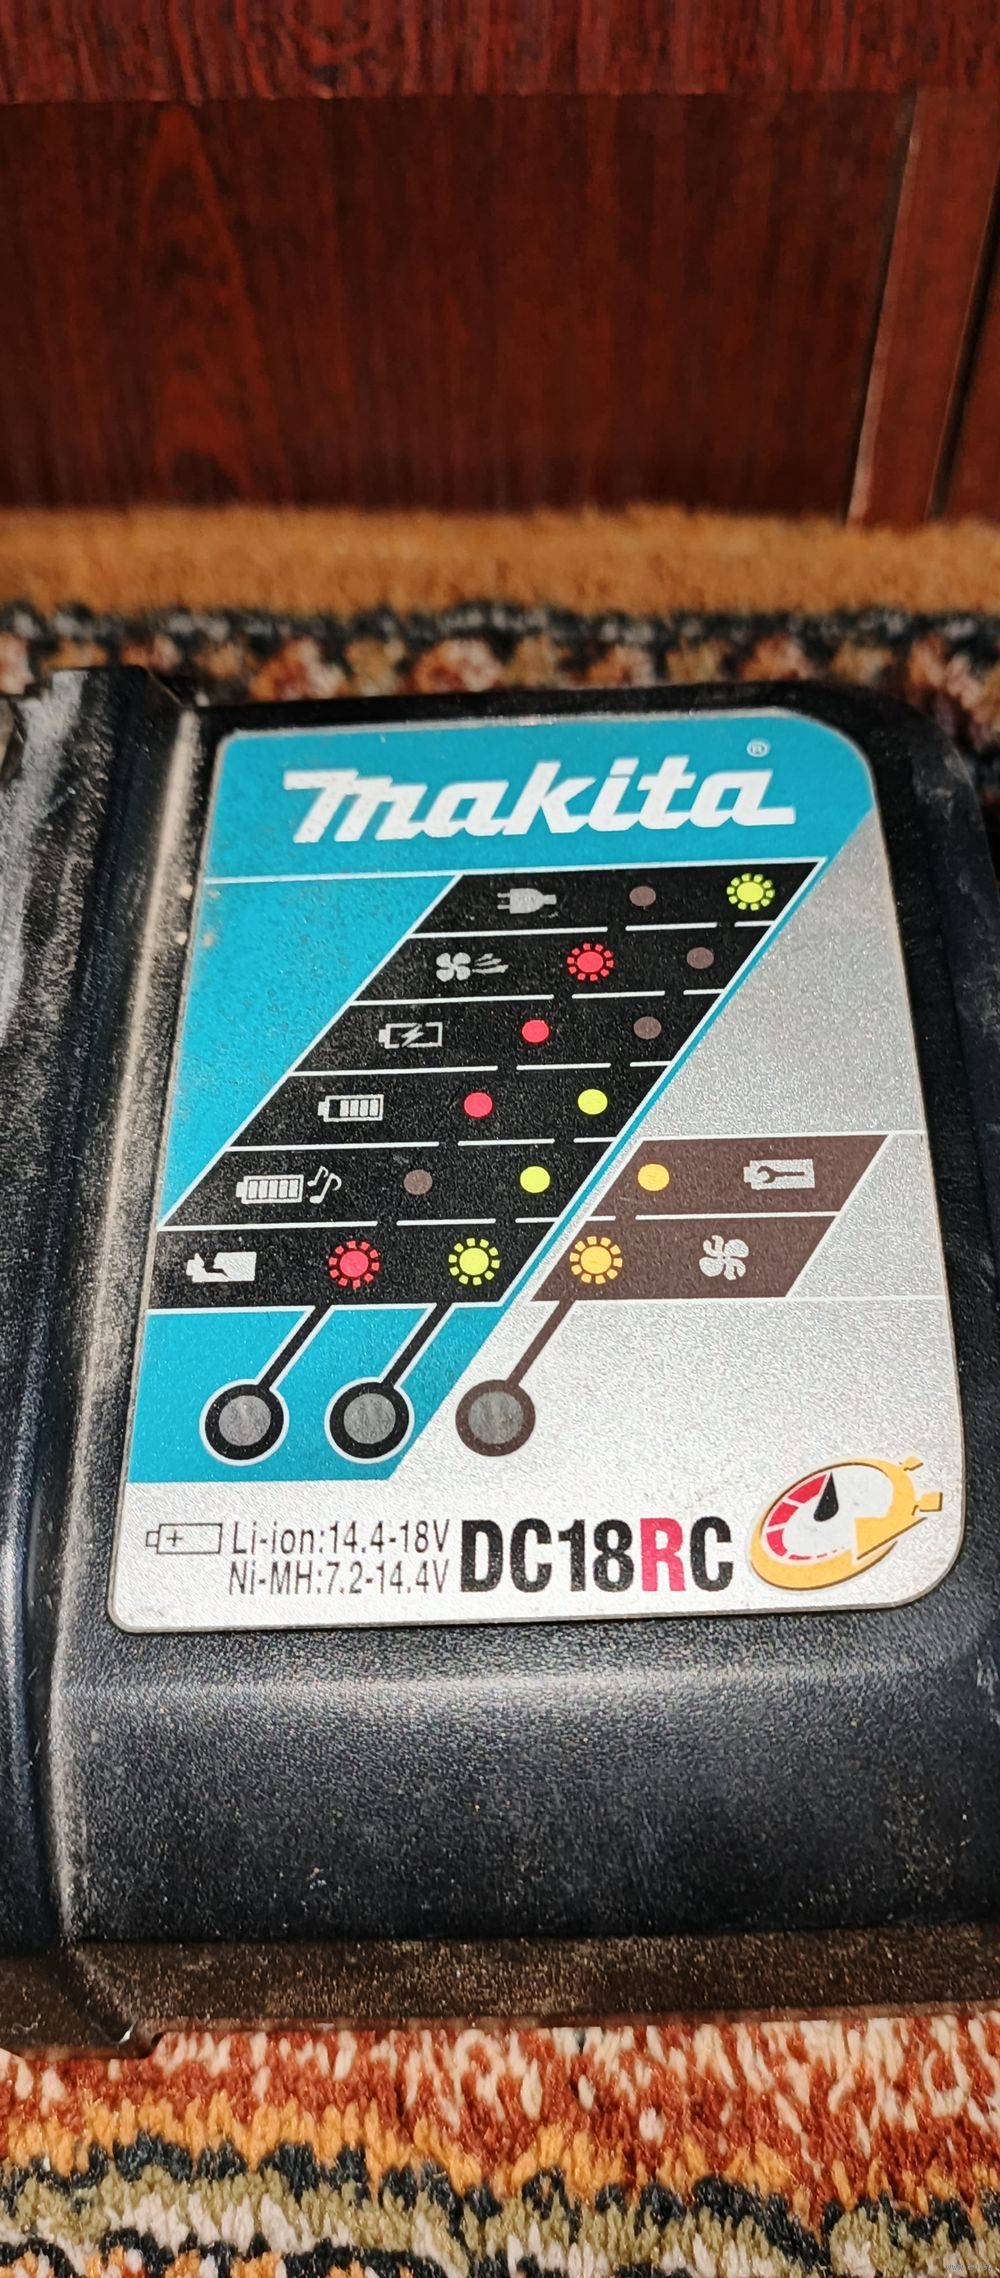 makita®
Li-ion:14.4-18V
Ni-MH:7.2-14.4V
DC18RC